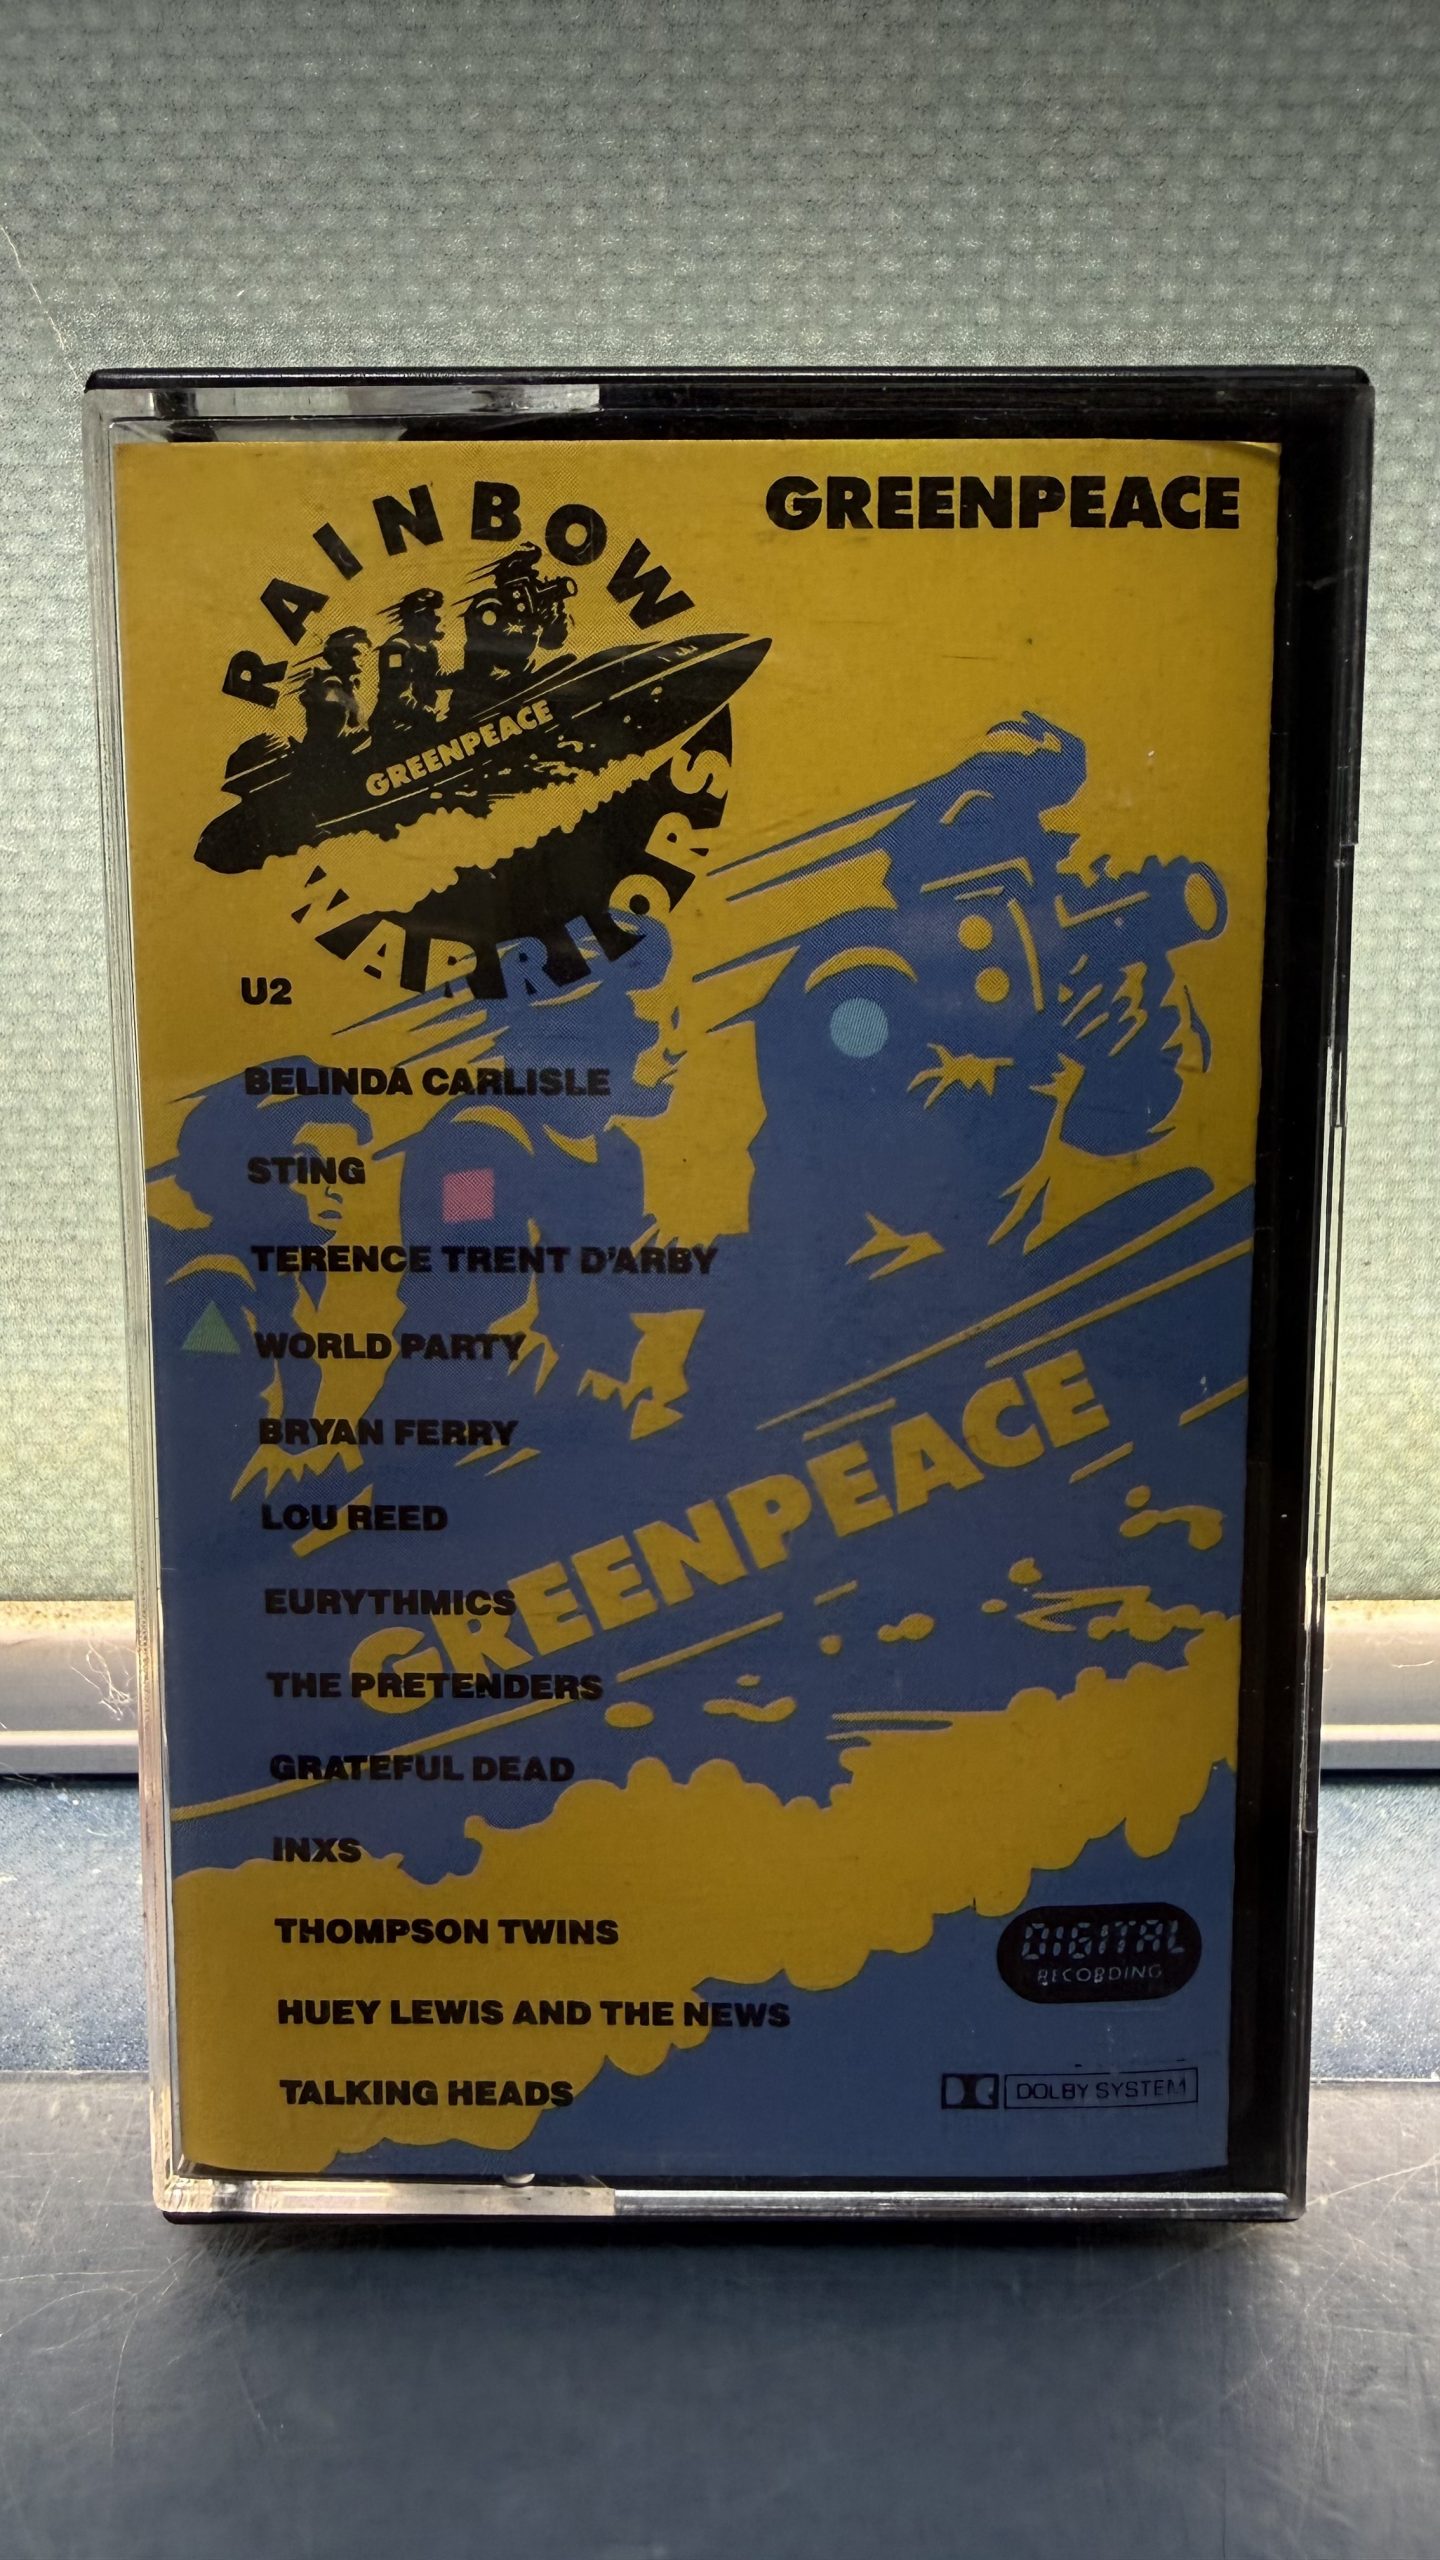 RAINBOW WARRIORS
GREENPEACE
GREENPEACE
U2
BELINDA CARLISLE
STING
TERENCE TRENT D'ARBY
WORLD PARTY
BRYAN FERRY
LOU REED
EURYTHMICS
GREENPEACE
THE PRETENDERS
GRATEFUL DEAD
INXS
THOMPSON TWINS
HUEY LEWIS AND THE NEWS
TALKING HEADS
DIGITAL
RECORDING
DOLBY SYSTEM